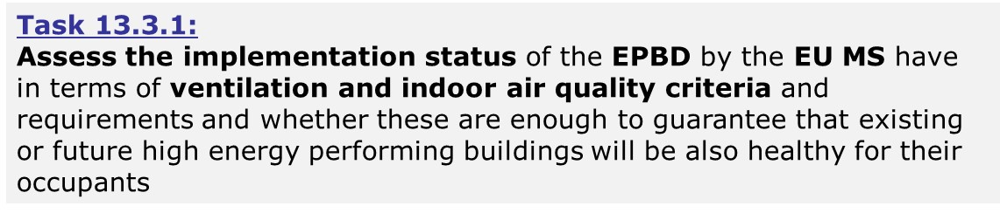 Task 13.3.1:
Assess the implementation status of the EPBD by the EU MS have
in terms of ventilation and indoor air quality criteria and
requirements and whether these are enough to guarantee that existing
or future high energy performing buildings will be also healthy for their
occupants